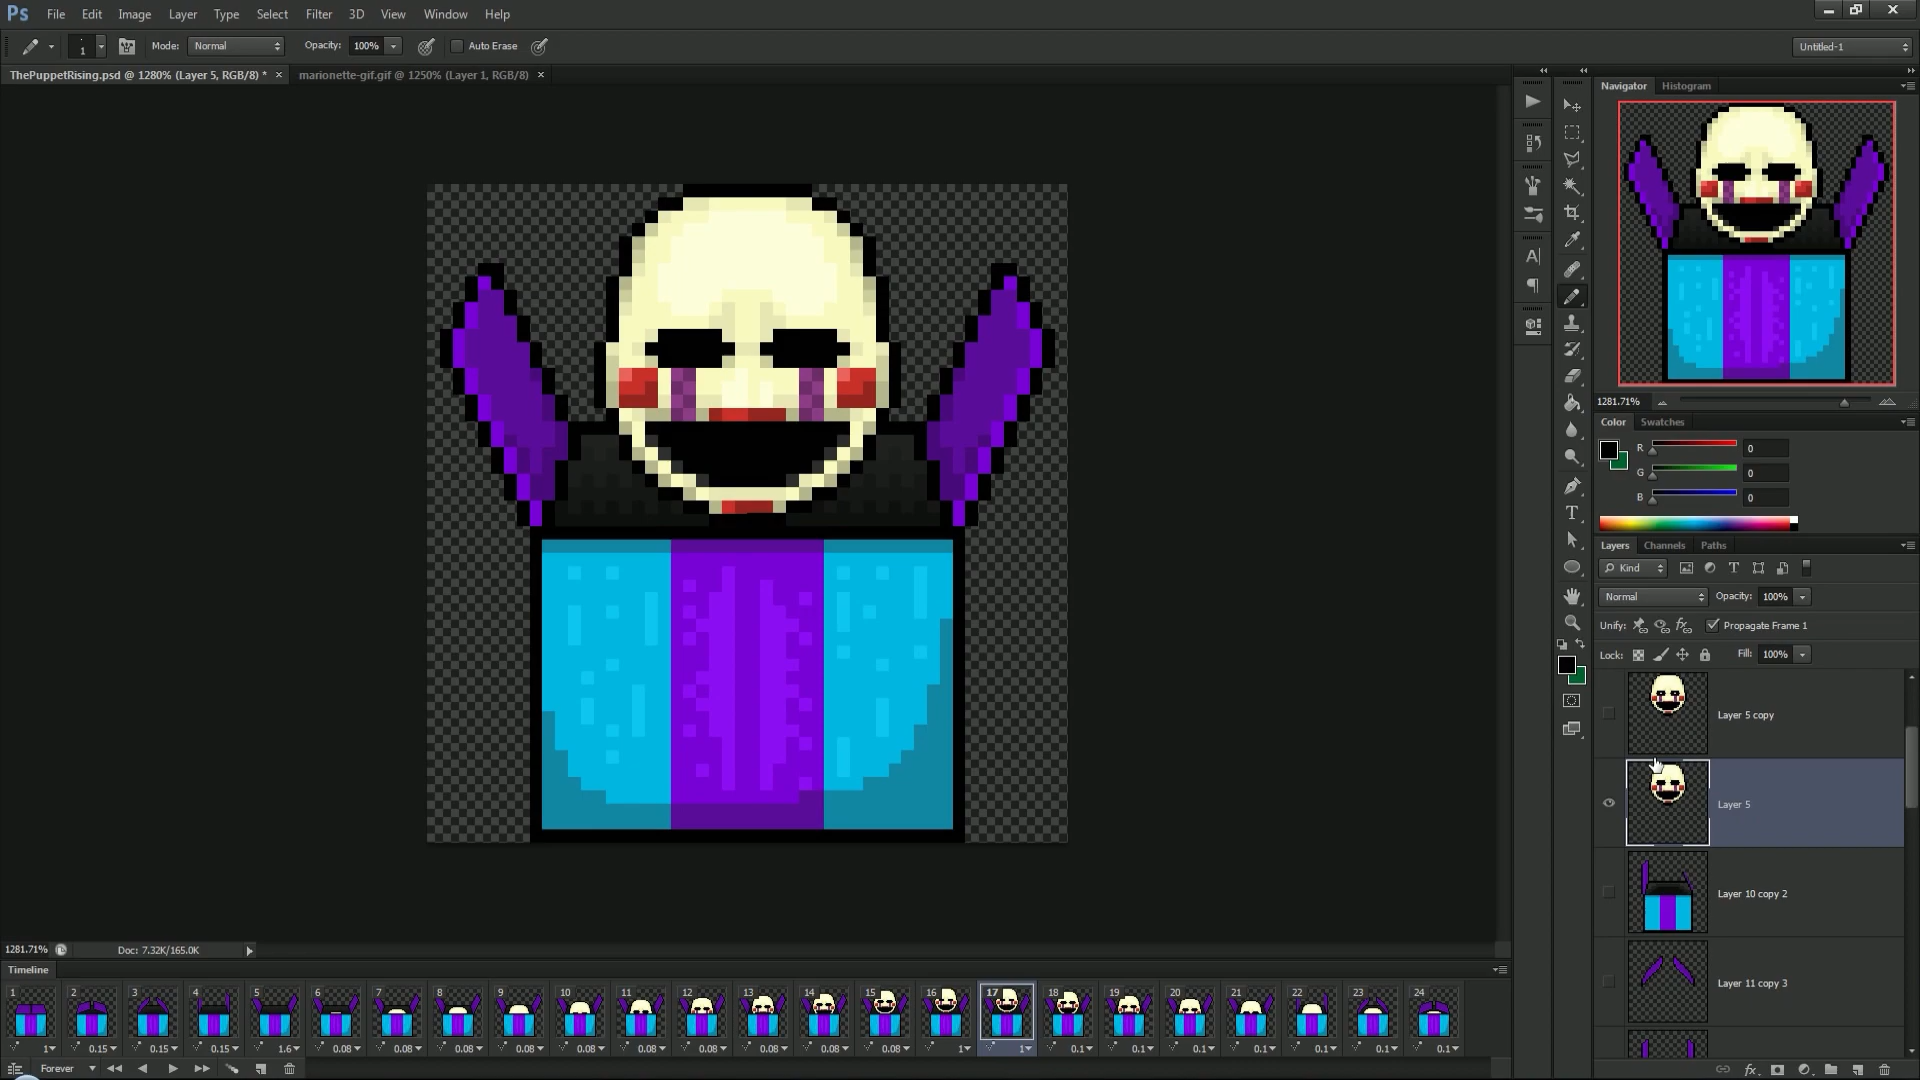 Ps File Edit Image Layer Type Select Filter 3D View Window Help
1 Mode: Normal Opacity: 100% Auto Erase Untitled-1
ThePuppetRising.psd @ 1280% (Layer 5, RGB/8) * × marionette-gif.gif @ 1250% (Layer 1, RGB/8) ×
Navigator Histogram
1281.71%
Color Swatches
R 0
G 0
B 0
Layers Channels Paths
Kind
Normal Opacity: 100%
Unify: Propagate Frame 1
Lock: Fill: 100%
Layer 5 copy
Layer 5
Layer 10 copy 2
Layer 11 copy 3
1281.71% Doc: 7.32K/165.0K
Timeline
1 2 3 4 5 6 7 8 9 10 11 12 13 14 15 16 17 18 19 20 21 22 23 24
1 0.15 0.15 0.15 1.6 0.08 0.08 0.08 0.08 0.08 0.08 0.08 0.08 0.08 0.08 1 1 0.1 0.1 0.1 0.1 0.1 0.1 0.1
Forever